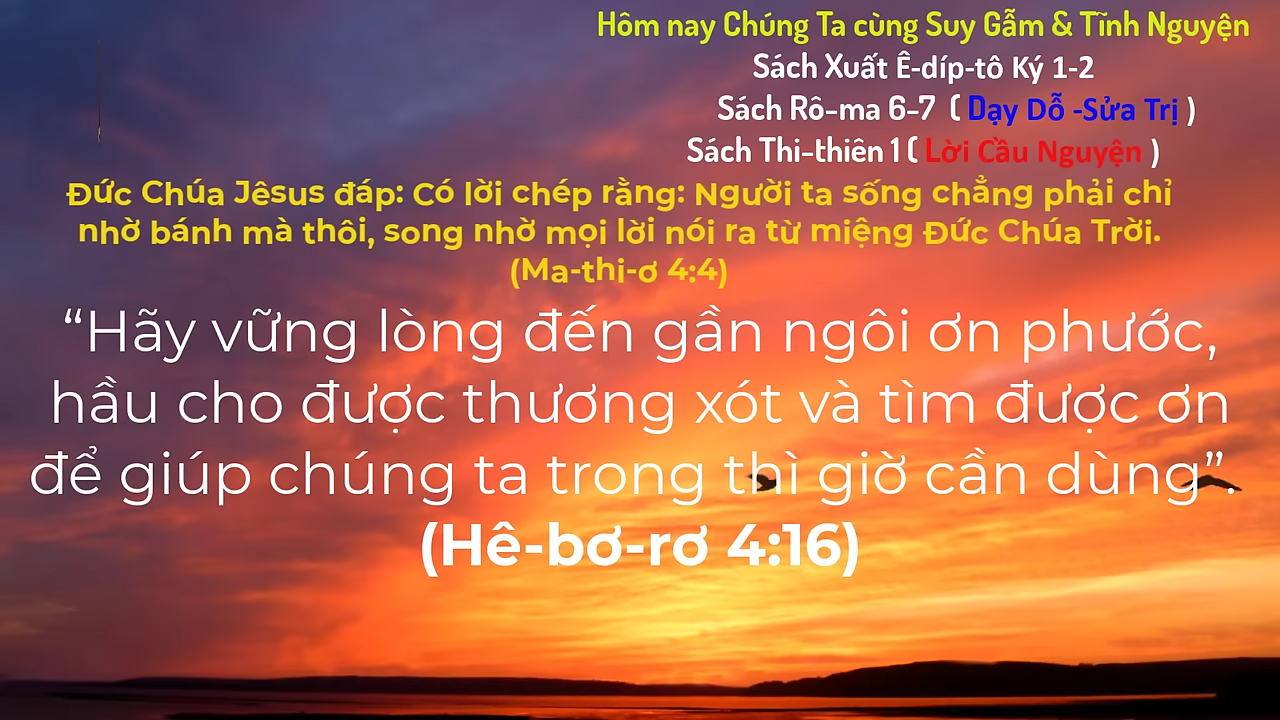 Hôm nay Chúng Ta cùng Suy Gẫm & Tĩnh Nguyện
Sách Xuất Ê-díp-tô Ký 1-2
Sách Rô-ma 6-7 ( Dạy Dỗ -Sửa Trị )
Sách Thi-thiên 1 ( Lời Cầu Nguyện )
Đức Chúa Jêsus đáp: Có lời chép rằng: Người ta sống chẳng phải chỉ
nhờ bánh mà thôi, song nhờ mọi lời nói ra từ miệng Đức Chúa Trời.
(Ma-thi-ơ 4:4)
“Hãy vững lòng đến gần ngôi ơn phước,
hầu cho được thương xót và tìm được ơn
để giúp chúng ta trong thì giờ cần dùng”.
(Hê-bơ-rơ 4:16)